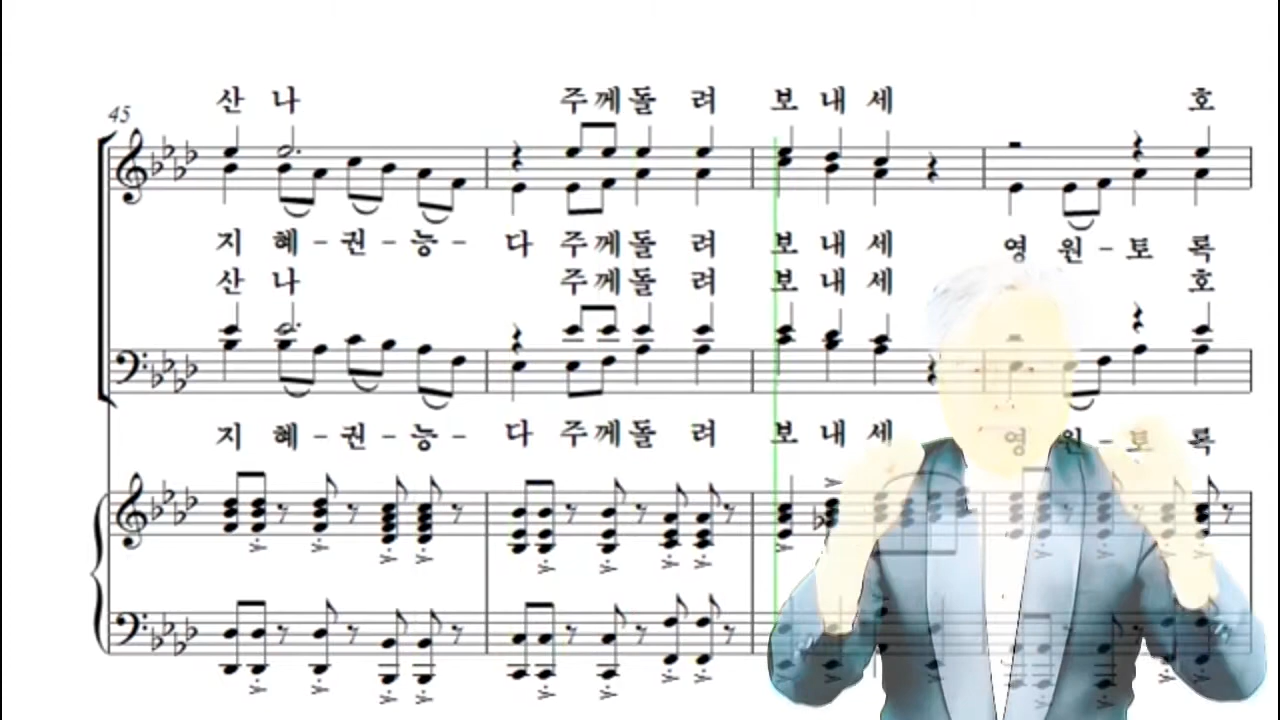 산 나 주께돌 려 보 내 세 호
45
지 혜 - 권 - 능 - 다 주께돌 려 보 내 세 영 원 - 토 록
산 나 주께돌 려 보 내 세 호
지 혜 - 권 - 능 - 다 주께돌 려 보 내 세 영 원 - 토 록